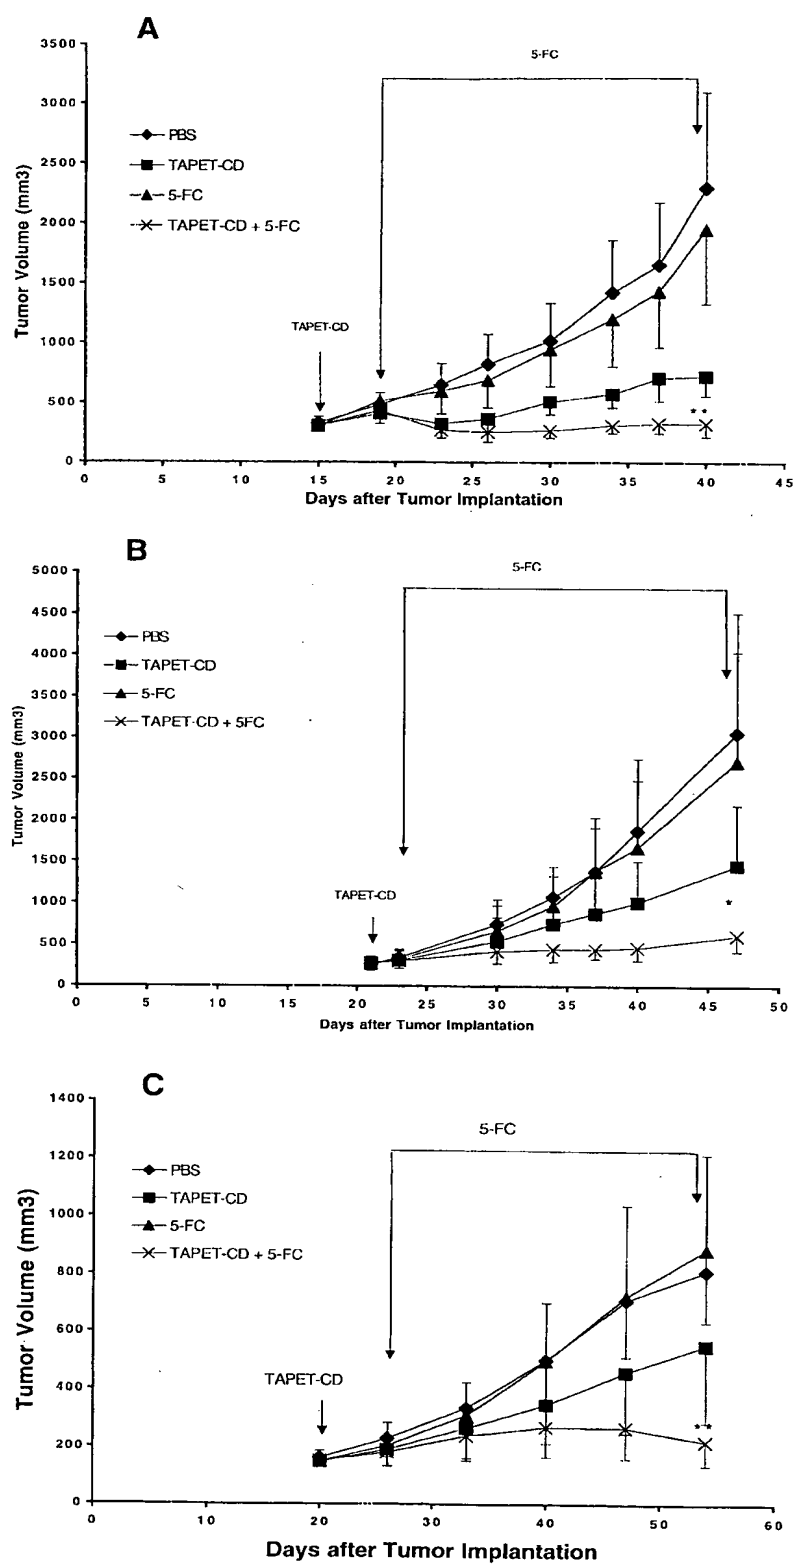 A
3500
5-FC
3000
PBS
2500
TAPET-CD
5-FC
2000
TAPET-CD + 5-FC
Tumor Volume (mm3)
1500
TAPET-CD
1000
500
* *
0
0 5 10 15 20 25 30 35 40 45
Days after Tumor Implantation
B
5000
5-FC
4500
PBS
4000
TAPET-CD
3500
5-FC
TAPET-CD + 5FC
3000
Tumor Volume (mm3)
2500
2000
1500
TAPET-CD
1000
*
500
0
0 5 10 15 20 25 30 35 40 45 50
Days after Tumor Implantation
C
1400
5-FC
1200
PBS
TAPET-CD
1000
5-FC
TAPET-CD + 5-FC
800
Tumor Volume (mm3)
600
TAPET-CD
400
* *
200
0
0 10 20 30 40 50 60
Days after Tumor Implantation